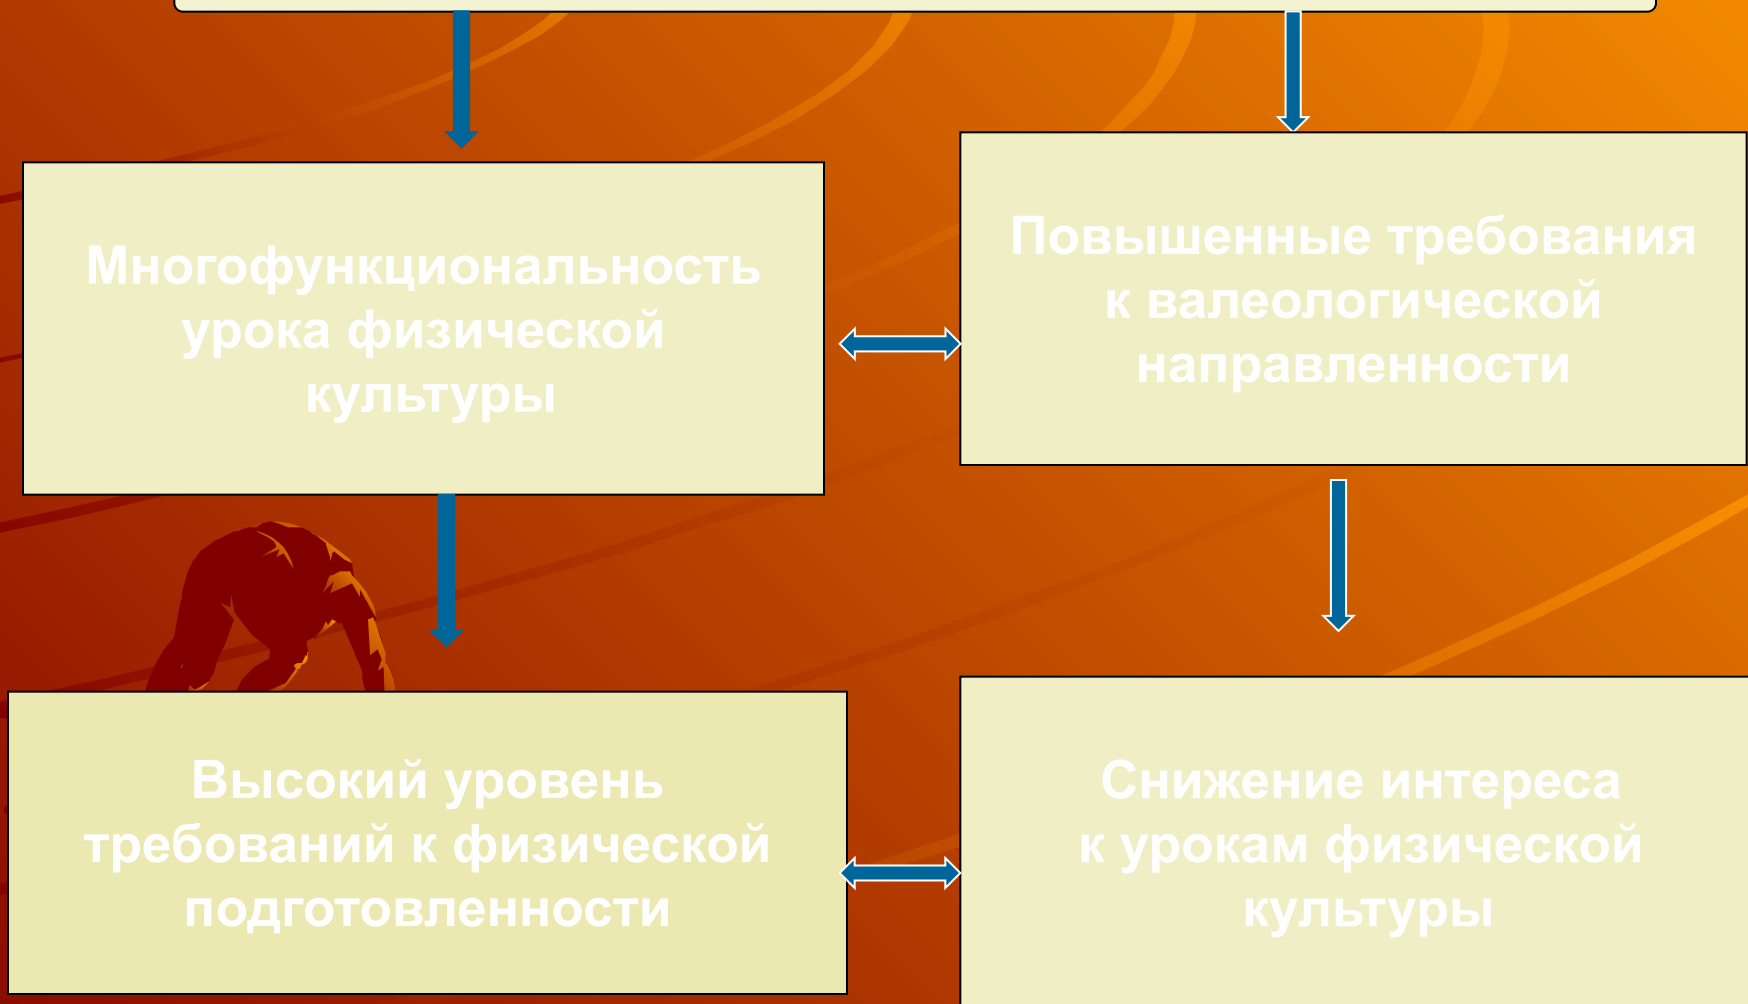 Многофункциональность
урока физической
культуры
Повышенные требования
к валеологической
направленности
Высокий уровень
требований к физической
подготовленности
Снижение интереса
к урокам физической
культуры